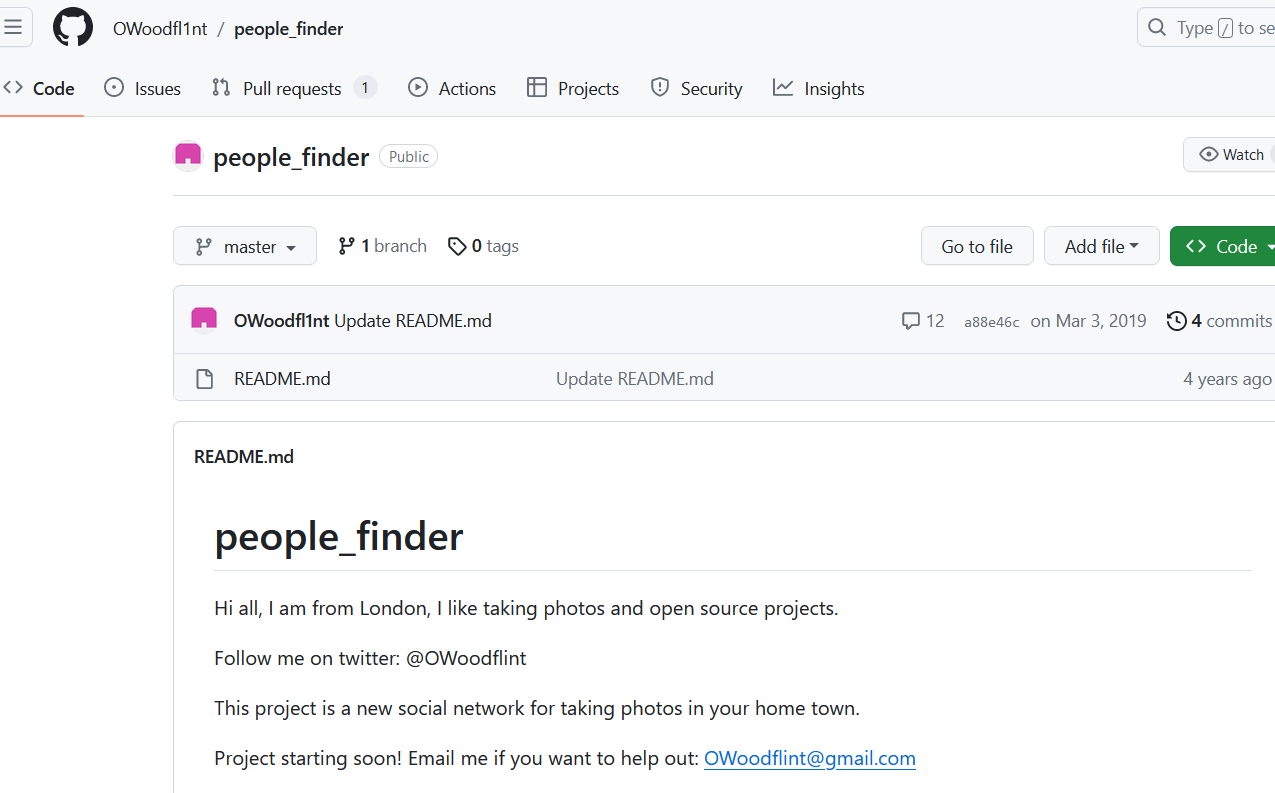 OWoodfl1nt / people_finder
Type / to se
Code Issues Pull requests 1 Actions Projects Security Insights
people_finder Public
Watch
master 1 branch 0 tags
Go to file Add file Code
OWoodfl1nt Update README.md 12 a88e46c on Mar 3, 2019 4 commits
README.md Update README.md 4 years ago
README.md
people_finder
Hi all, I am from London, I like taking photos and open source projects.
Follow me on twitter: @OWoodflint
This project is a new social network for taking photos in your home town.
Project starting soon! Email me if you want to help out: OWoodflint@gmail.com